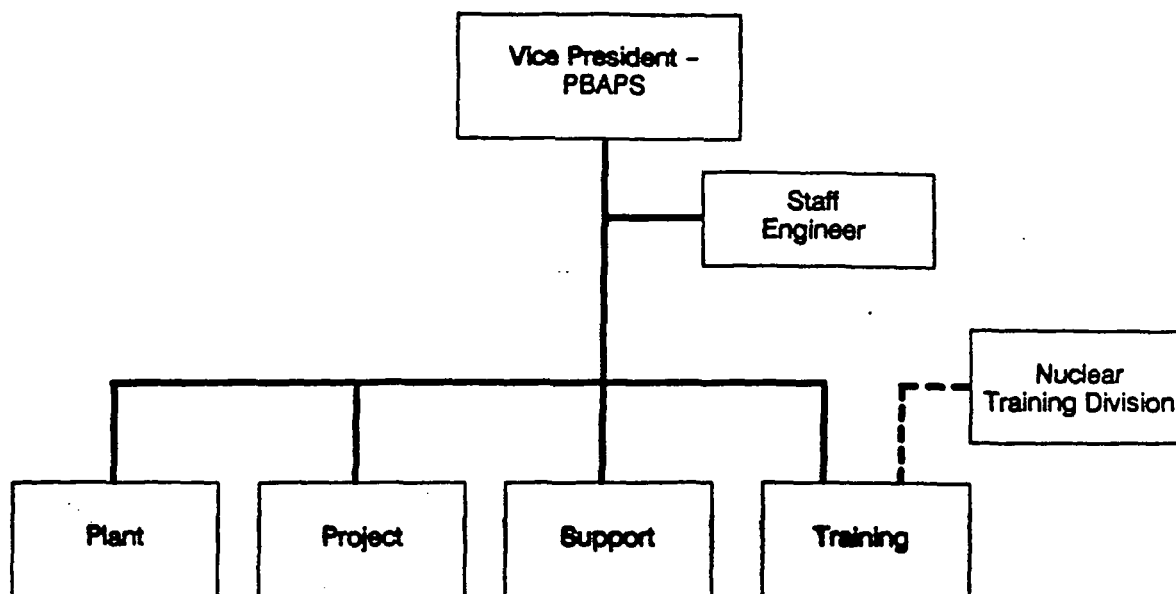 Vice President -
PBAPS
Staff
Engineer
Nuclear
Training Division
Plant
Project
Support
Training